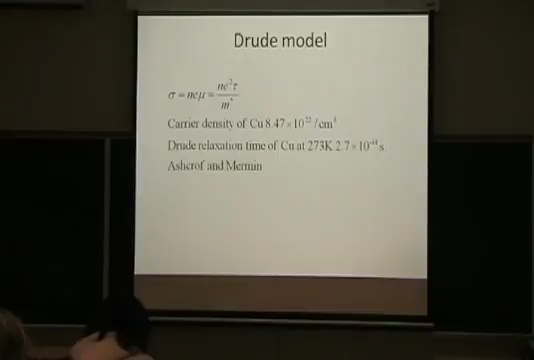 Drude model
σ = neμ = ne²τ / m*
Carrier density of Cu 8.47×10²² /cm³
Drude relaxation time of Cu at 273K 2.7×10⁻¹⁴ s
Ashcrof and Mermin